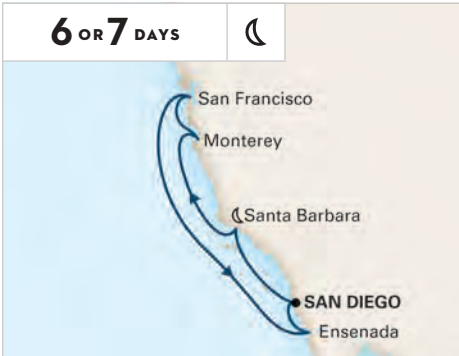 6 OR 7 DAYS
San Francisco
Monterey
Santa Barbara
SAN DIEGO
Ensenada